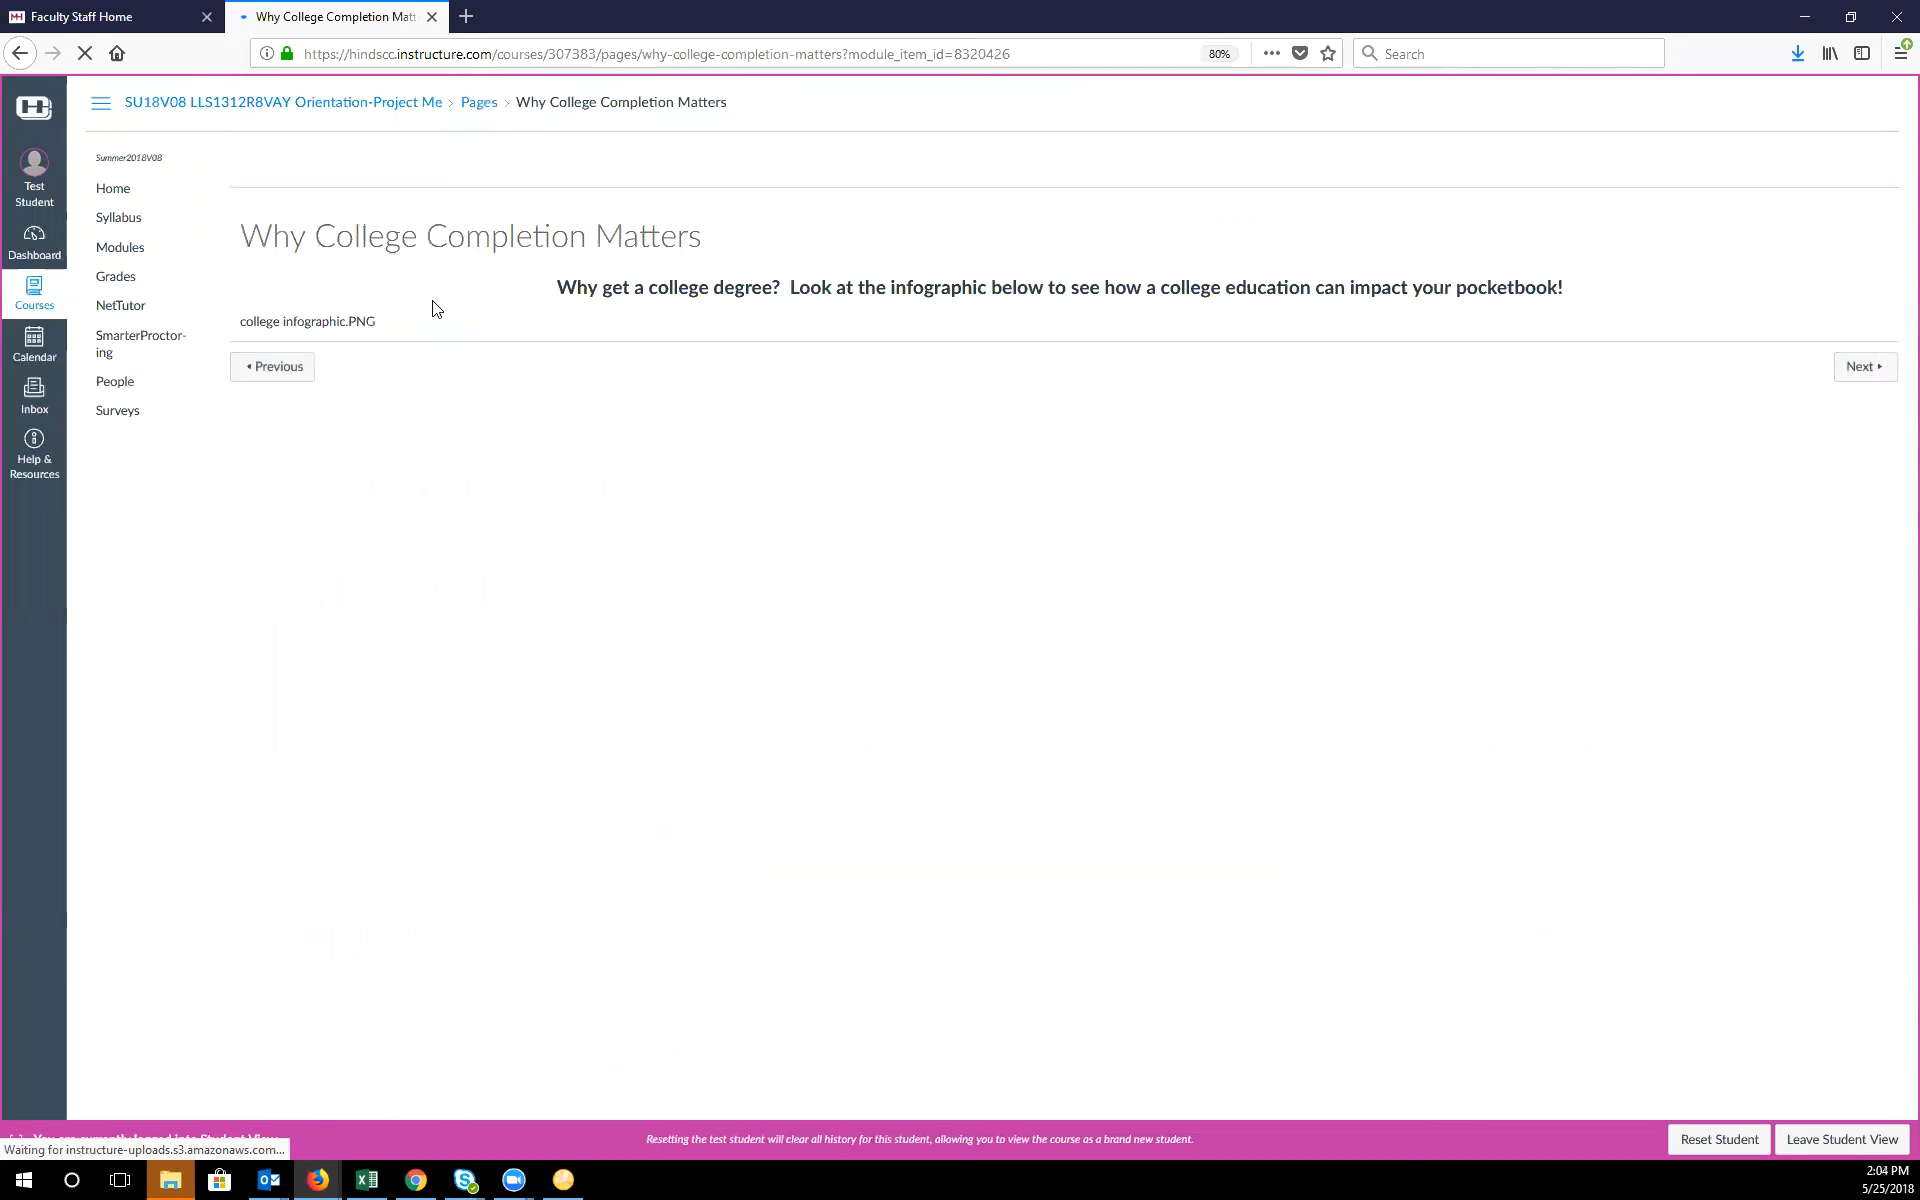 Faculty Staff Home
Why College Completion Matt
https://hindscc.instructure.com/courses/307383/pages/why-college-completion-matters?module_item_id=8320426
80%
Search
SU18V08 LLS1312R8VAY Orientation-Project Me › Pages › Why College Completion Matters
Test
Student
Dashboard
Courses
Calendar
Inbox
Help &
Resources
Summer2018V08
Home
Syllabus
Modules
Grades
NetTutor
SmarterProctor-
ing
People
Surveys
Why College Completion Matters
Why get a college degree?  Look at the infographic below to see how a college education can impact your pocketbook!
college infographic.PNG
Previous
Next
Resetting the test student will clear all history for this student, allowing you to view the course as a brand new student.
Reset Student
Leave Student View
Waiting for instructure-uploads.s3.amazonaws.com...
2:04 PM
5/25/2018